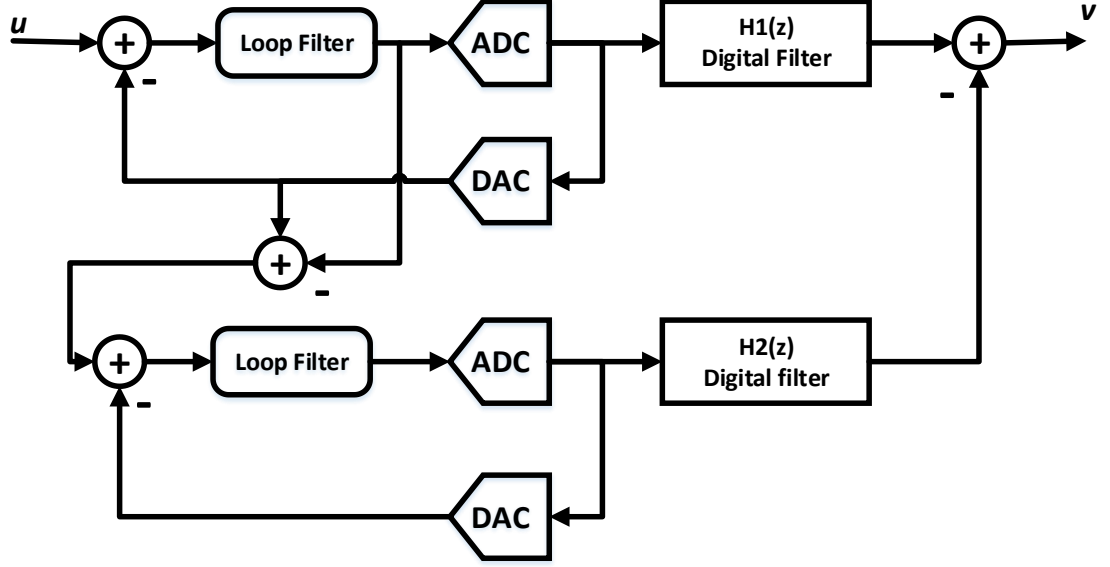 u
v
+
-
Loop Filter
ADC
H1(z)
Digital Filter
+
-
DAC
+
-
+
-
Loop Filter
ADC
H2(z)
Digital filter
DAC